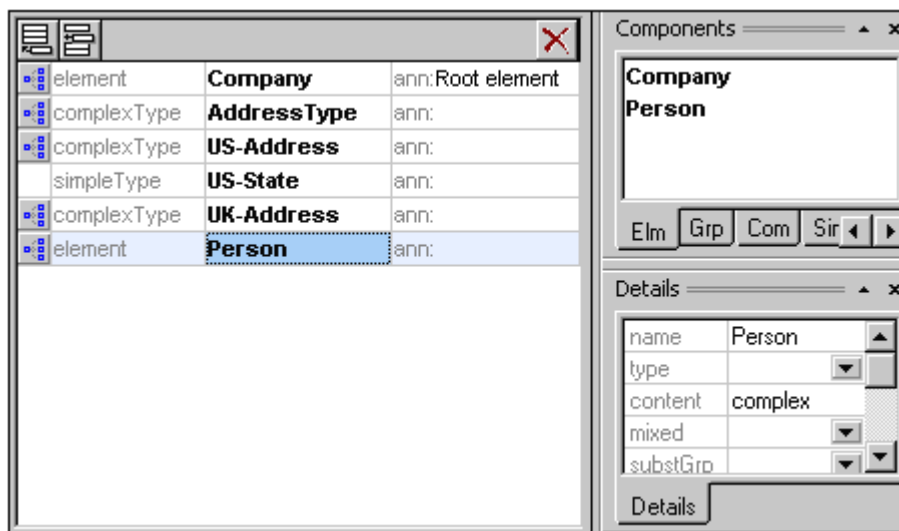 element Company ann:Root element
complexType AddressType ann:
complexType US-Address ann:
simpleType US-State ann:
complexType UK-Address ann:
element Person ann:
Components
Company
Person
Elm Grp Com Sir
Details
name Person
type
content complex
mixed
substGrp
Details